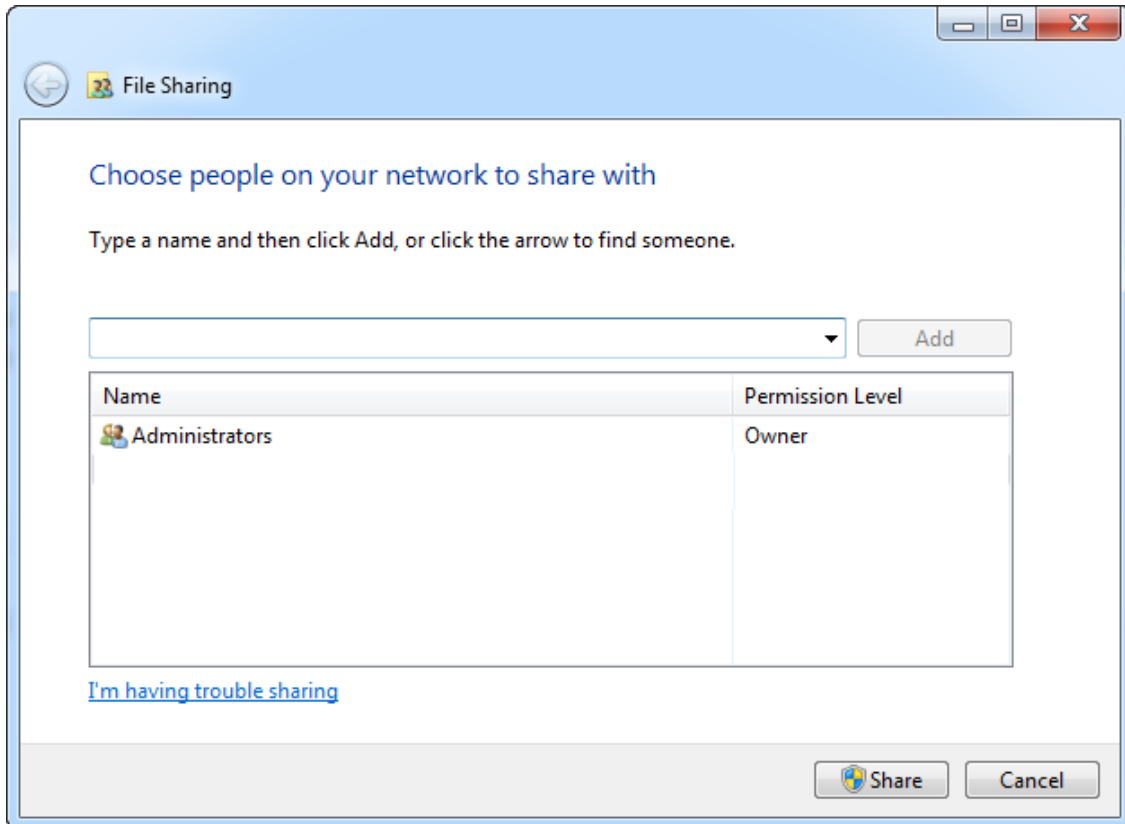 File Sharing
Choose people on your network to share with
Type a name and then click Add, or click the arrow to find someone.
Add
Name Permission Level
Administrators Owner
I'm having trouble sharing
Share Cancel